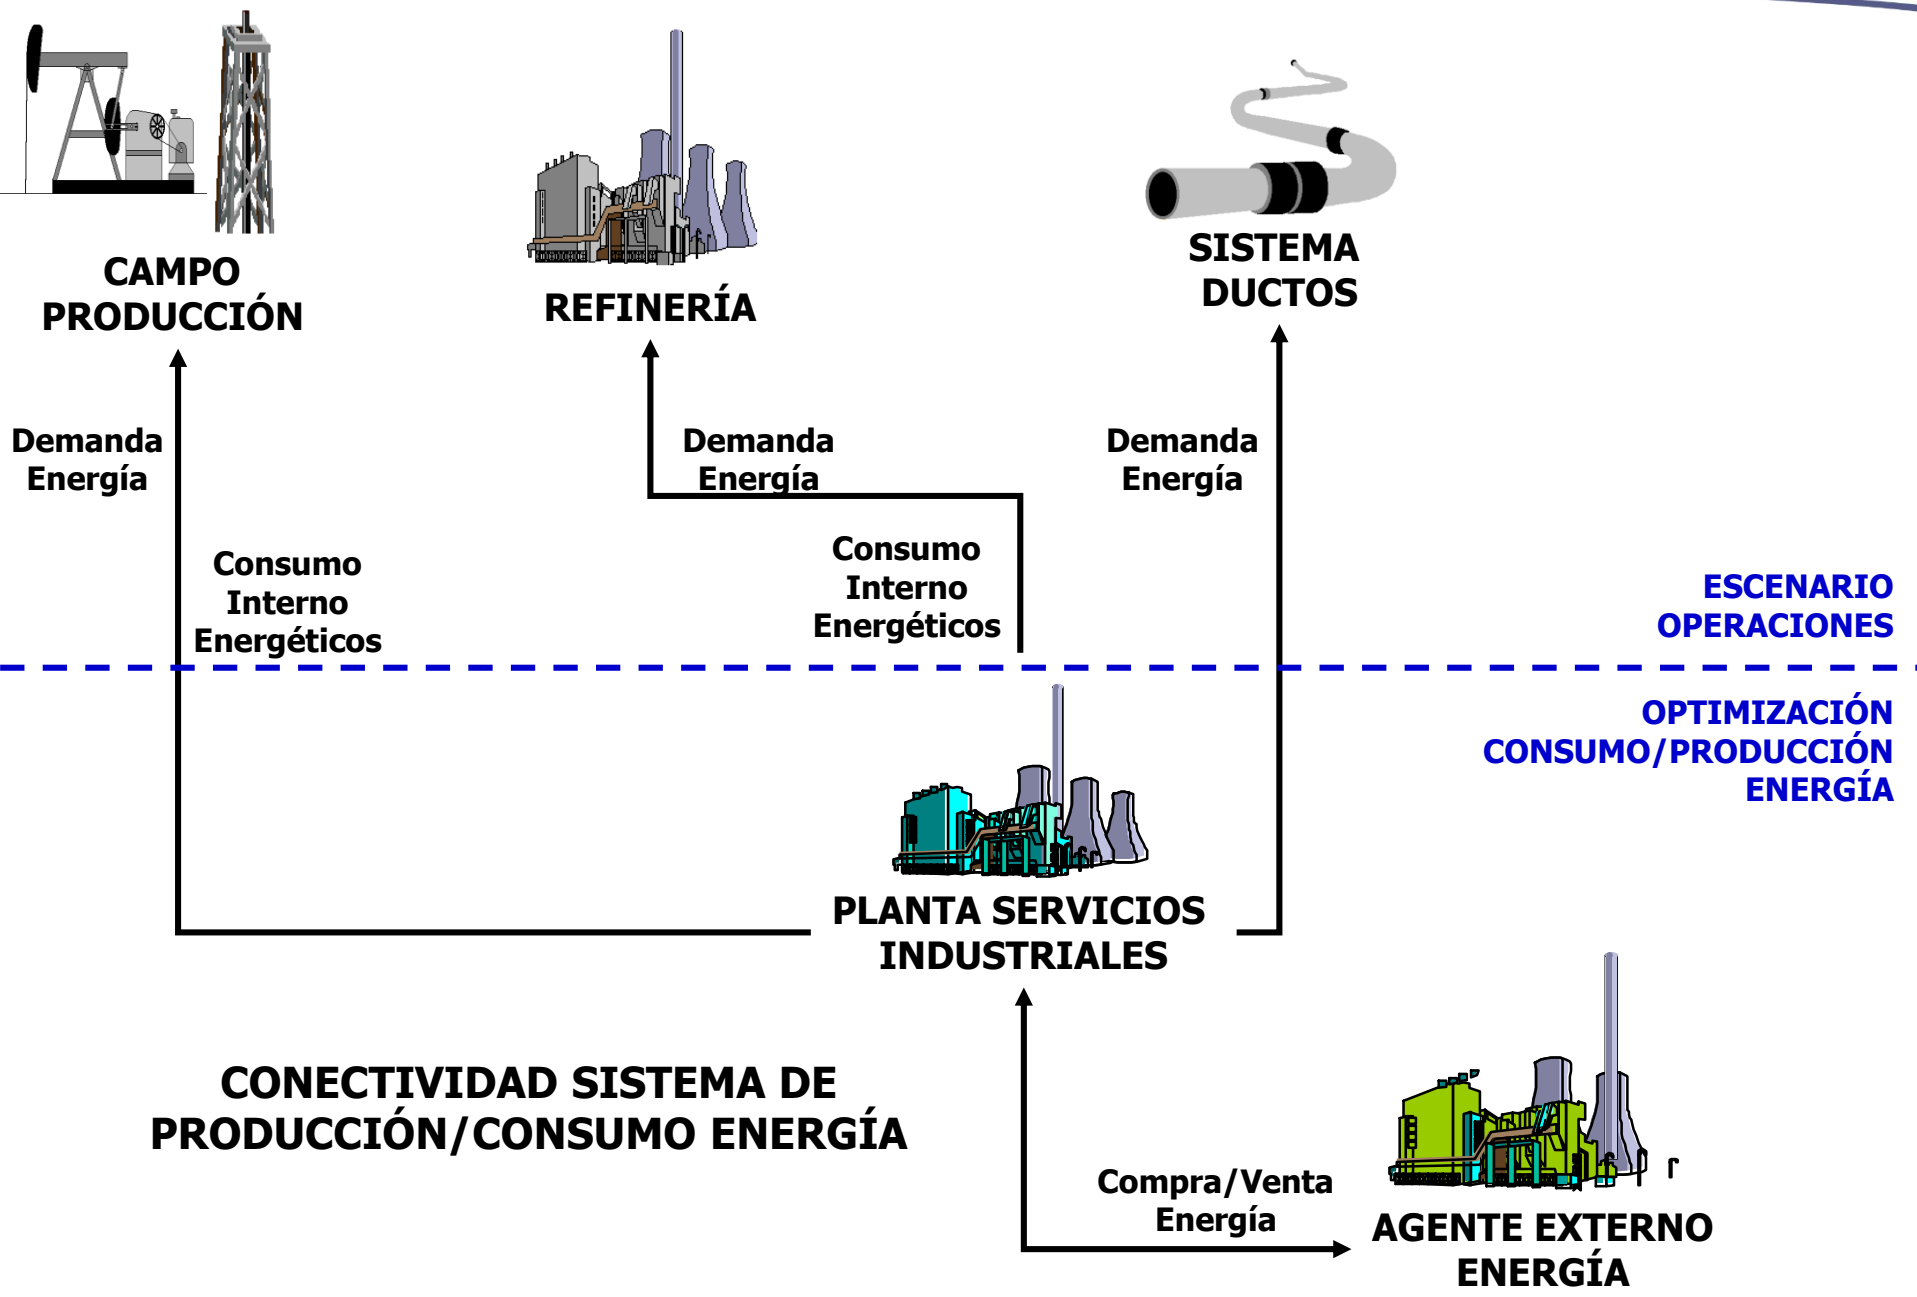 CAMPO
PRODUCCIÓN
REFINERÍA
SISTEMA
DUCTOS
Demanda
Energía
Demanda
Energía
Demanda
Energía
Consumo
Interno
Energéticos
Consumo
Interno
Energéticos
ESCENARIO
OPERACIONES
OPTIMIZACIÓN
CONSUMO/PRODUCCIÓN
ENERGÍA
PLANTA SERVICIOS
INDUSTRIALES
CONECTIVIDAD SISTEMA DE
PRODUCCIÓN/CONSUMO ENERGÍA
Compra/Venta
Energía
AGENTE EXTERNO
ENERGÍA